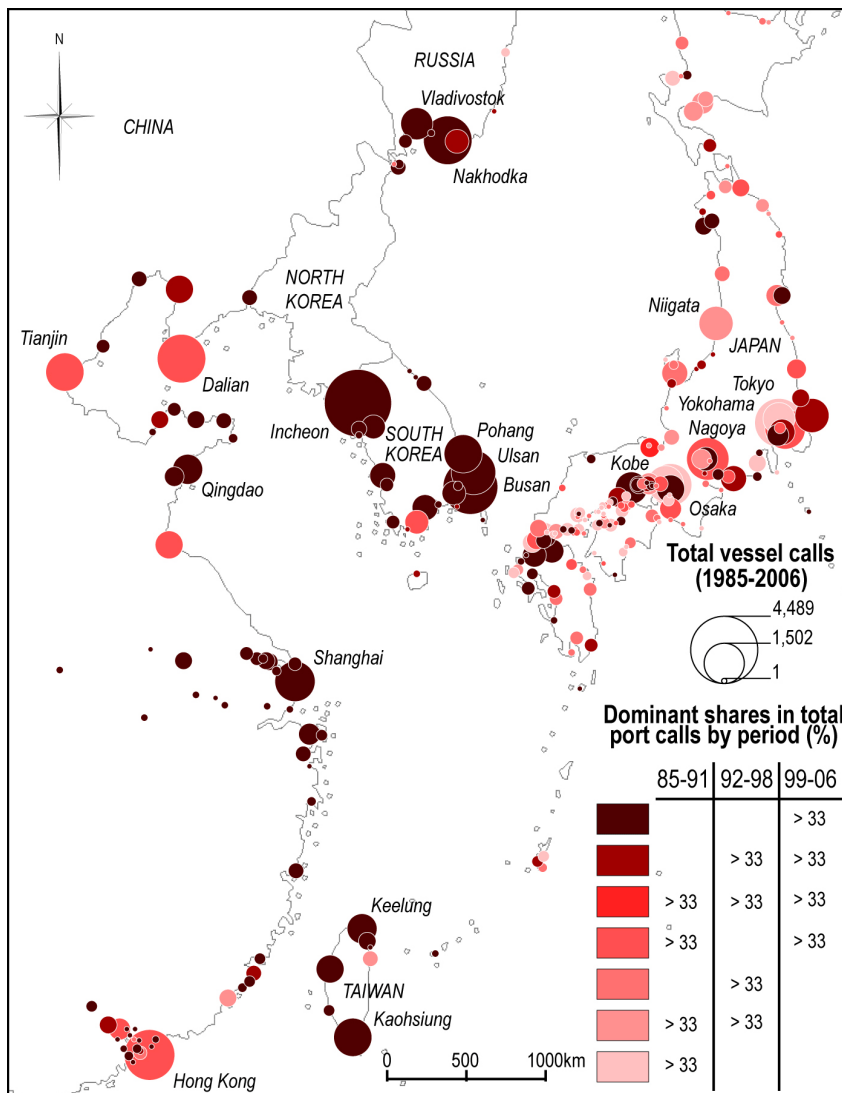 N
CHINA
RUSSIA
Vladivostok
Nakhodka
NORTH
KOREA
Tianjin
Dalian
Niigata
JAPAN
Tokyo
Yokohama
Nagoya
Incheon
SOUTH
KOREA
Pohang
Ulsan
Busan
Kobe
Osaka
Qingdao
Shanghai
Keelung
TAIWAN
Kaohsiung
Hong Kong
0 500 1000km
Total vessel calls
(1985-2006)
4,489
1,502
1
Dominant shares in total
port calls by period (%)
85-91 92-98 99-06
> 33
> 33 > 33
> 33 > 33 > 33
> 33 > 33
> 33
> 33 > 33
> 33